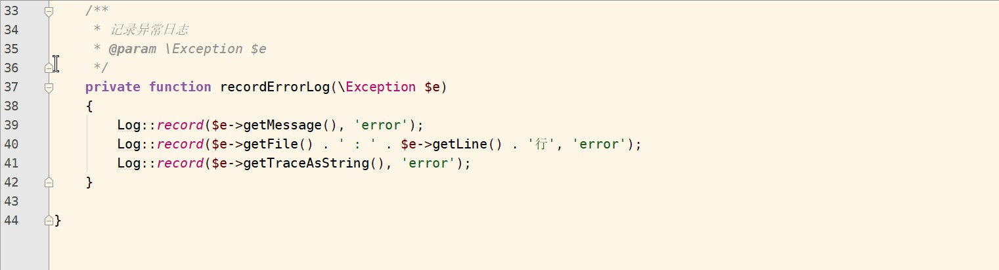 33 /**
34 * 记录异常日志
35 * @param \Exception $e
36 */
37 private function recordErrorLog(\Exception $e)
38 {
39 Log::record($e->getMessage(), 'error');
40 Log::record($e->getFile() . ' : ' . $e->getLine() . '行', 'error');
41 Log::record($e->getTraceAsString(), 'error');
42 }
43
44 }